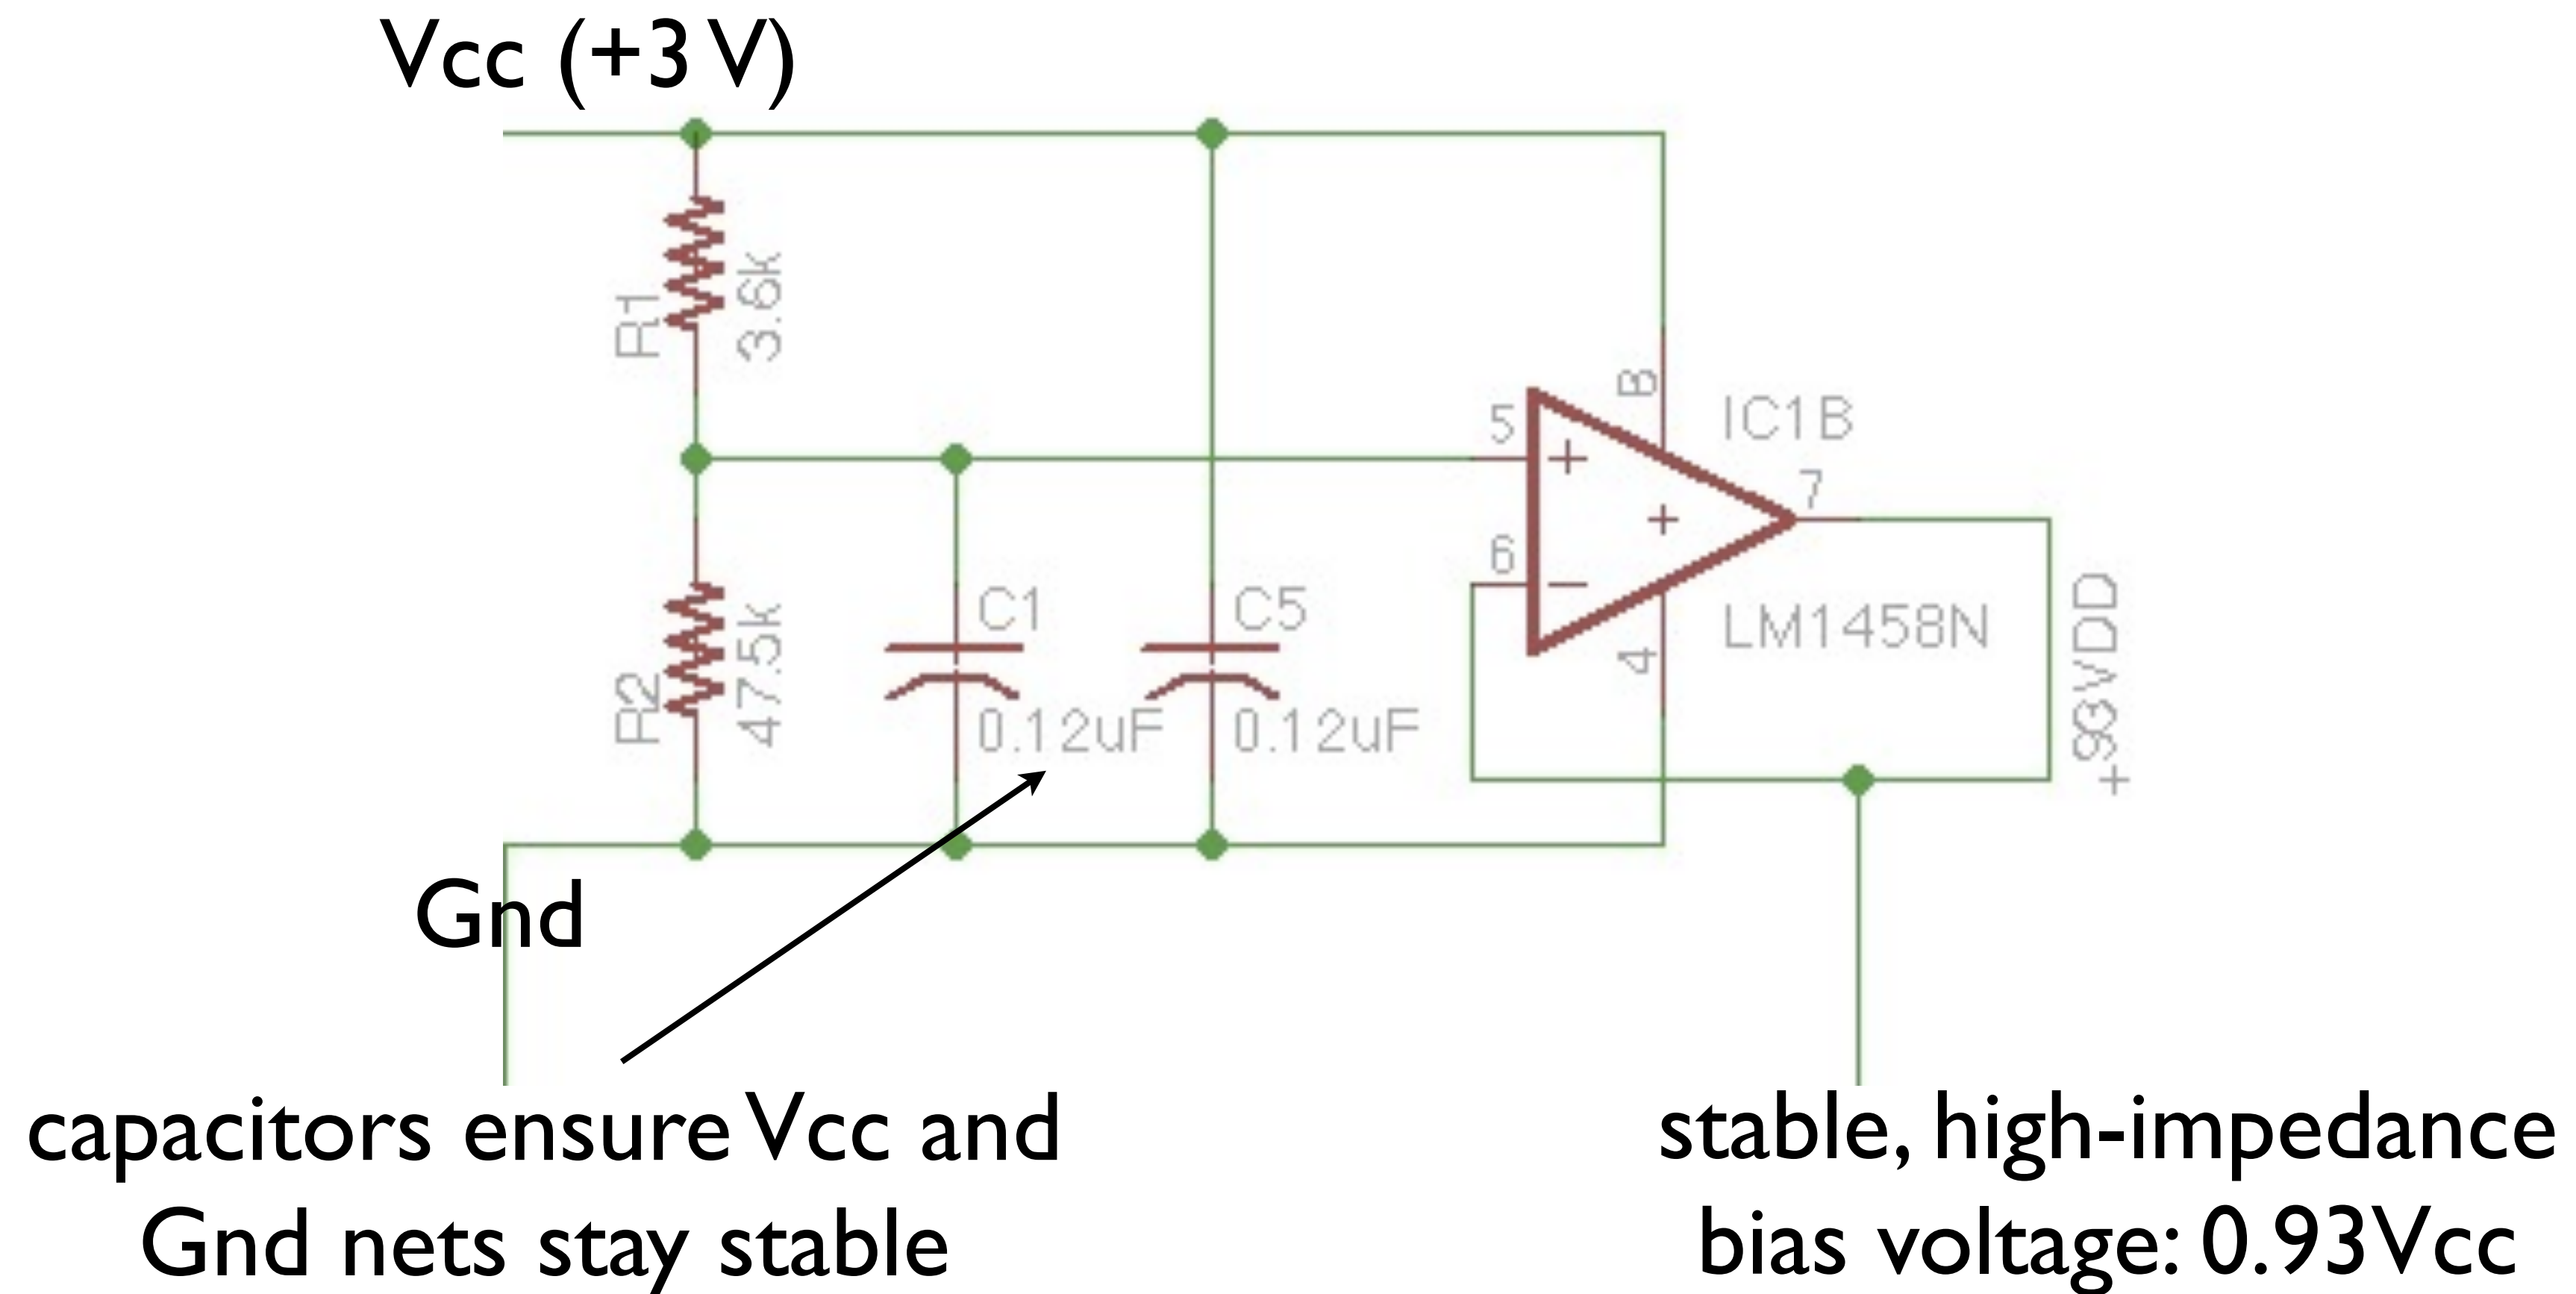 Vcc (+3 V)
R1
3.6k
R2
47.5k
C1
0.12uF
C5
0.12uF
5
6
8
4
7
IC1B
LM1458N
+93VDD
Gnd
capacitors ensure Vcc and
Gnd nets stay stable
stable, high-impedance
bias voltage: 0.93Vcc